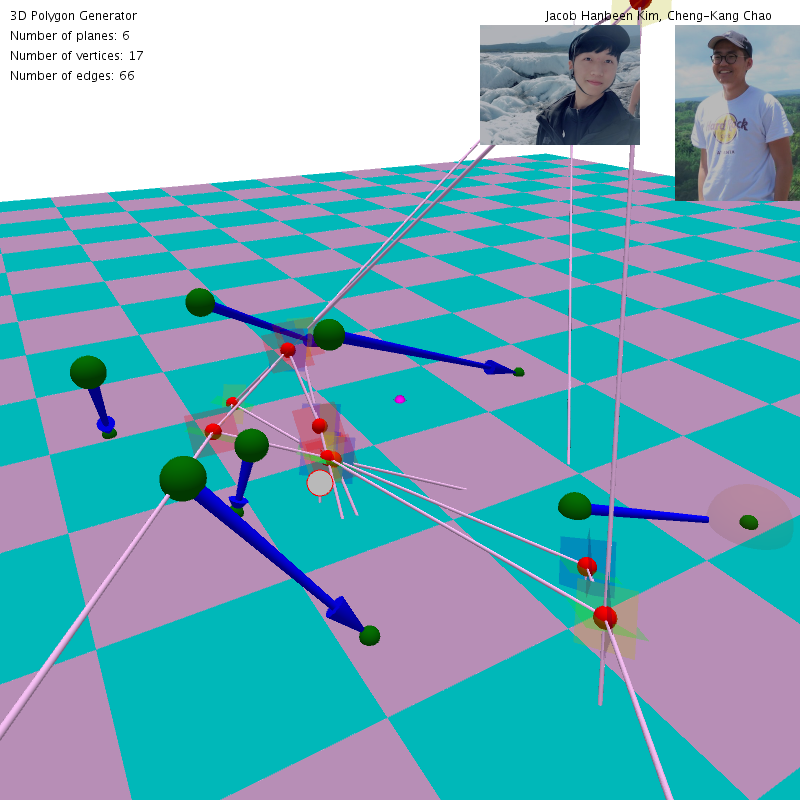 3D Polygon Generator
Jacob Hanbeen Kim, Cheng-Kang Chao
Number of planes: 6
Number of vertices: 17
Number of edges: 66